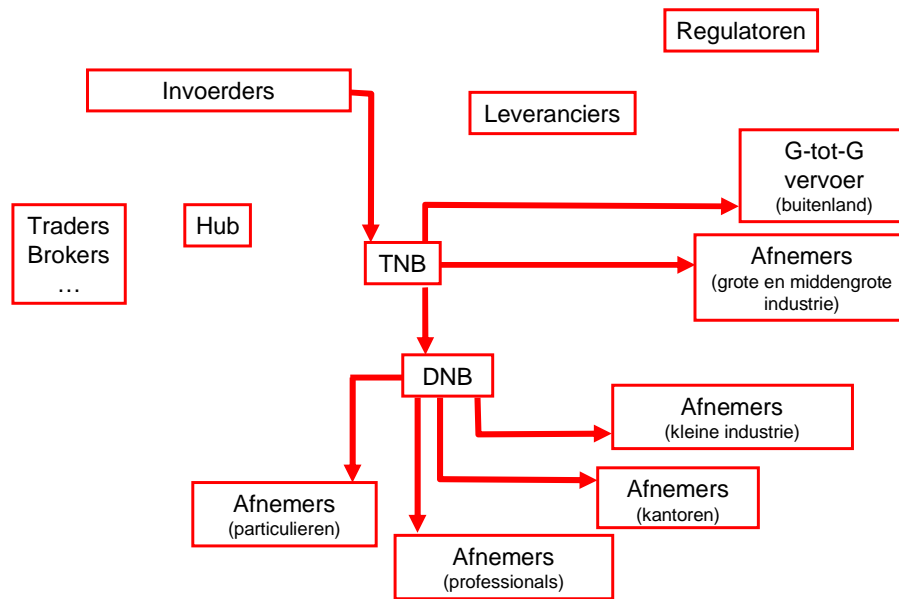 Regulatoren
Invoerders
Leveranciers
G-tot-G
vervoer
(buitenland)
Traders
Brokers
…
Hub
TNB
Afnemers
(grote en middengrote
industrie)
DNB
Afnemers
(kleine industrie)
Afnemers
(kantoren)
Afnemers
(particulieren)
Afnemers
(professionals)